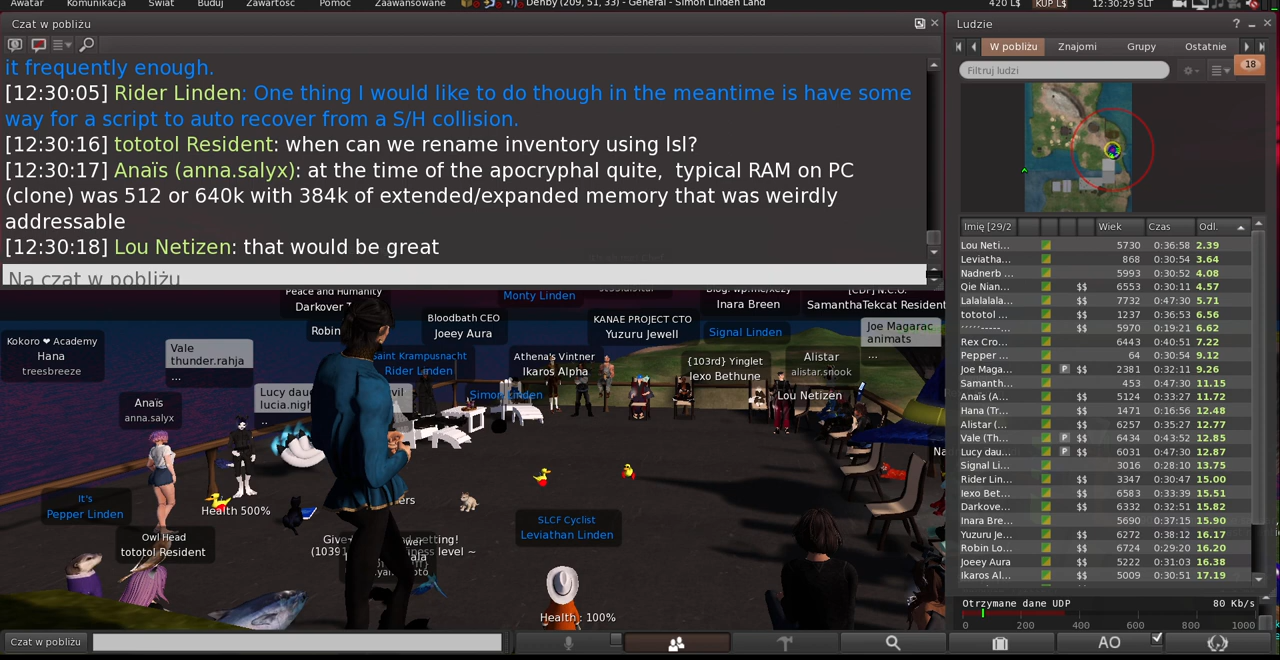 Awatar Komunikacja Świat Buduj Zawartość Pomoc Zaawansowane Denby (209, 51, 33) - General - Simon Linden Land 420 L$ KUP L$ 12:30:29 SLT
Czat w pobliżu
it frequently enough.
[12:30:05] Rider Linden: One thing I would like to do though in the meantime is have some
way for a script to auto recover from a S/H collision.
[12:30:16] tototol Resident: when can we rename inventory using lsl?
[12:30:17] Anaïs (anna.salyx): at the time of the apocryphal quite, typical RAM on PC
(clone) was 512 or 640k with 384k of extended/expanded memory that was weirdly
addressable
[12:30:18] Lou Netizen: that would be great
Na czat w pobliżu
Peace and Humanity
Darkover
Robin
Monty Linden
Bloodbath CEO
Joeey Aura
KANAE PROJECT CTO
Yuzuru Jewell
Inara Breen
[CDF] N.C.O.
SamanthaTekcat Resident
Signal Linden
Joe Magarac
animats
...
Kokoro ❤ Academy
Hana
treesbreeze
Vale
thunder.rahja
...
Saint Krampusnacht
Rider Linden
Athena's Vintner
Ikaros Alpha
{103rd} Yinglet
Iexo Bethune
Alistar
alistar.snook
Lucy dau
lucia.nigh
..
Simon Linden
Lou Netizen
Anaïs
anna.salyx
It's
Pepper Linden
Health 500%
Owl Head
tototol Resident
SLCF Cyclist
Leviathan Linden
Health : 100%
Czat w pobliżu
Ludzie
? _ ×
W pobliżu Znajomi Grupy Ostatnie
Filtruj ludzi
18
Imię [29/2 Wiek Czas Odl.
Lou Neti... 5730 0:36:58 2.39
Leviatha... 868 0:30:54 3.64
Nadnerb ... 5993 0:30:52 4.08
Qie Nian... $$ 6553 0:30:11 4.57
Lalalalala... $$ 7732 0:47:30 5.71
tototol ... $$ 1237 0:36:53 6.56
$$ 5970 0:19:21 6.62
Rex Cro... 6443 0:40:51 7.22
Pepper ... 64 0:30:54 9.12
Joe Maga... P $$ 2381 0:32:11 9.26
Samanth... 453 0:47:30 11.15
Anaïs (A... $$ 5124 0:33:27 11.72
Hana (Tr... $$ 1471 0:16:56 12.48
Alistar (... $$ 6257 0:35:27 12.77
Vale (Th... P $$ 6434 0:43:52 12.85
Lucy dau... P $$ 6031 0:47:30 12.87
Signal Li... 3016 0:28:10 13.75
Rider Lin... $$ 3347 0:30:47 15.00
Iexo Bet... $$ 6583 0:33:39 15.51
Darkove... $$ 6332 0:32:51 15.82
Inara Bre... 5690 0:37:15 15.90
Yuzuru Je... $$ 6272 0:38:12 16.17
Robin Lo... $$ 6724 0:29:20 16.20
Joeey Aura $$ 5222 0:31:03 16.38
Ikaros Al... $$ 5009 0:30:51 17.19
Otrzymane dane UDP 80 Kb/s
0 200 400 600 800 1000
AO